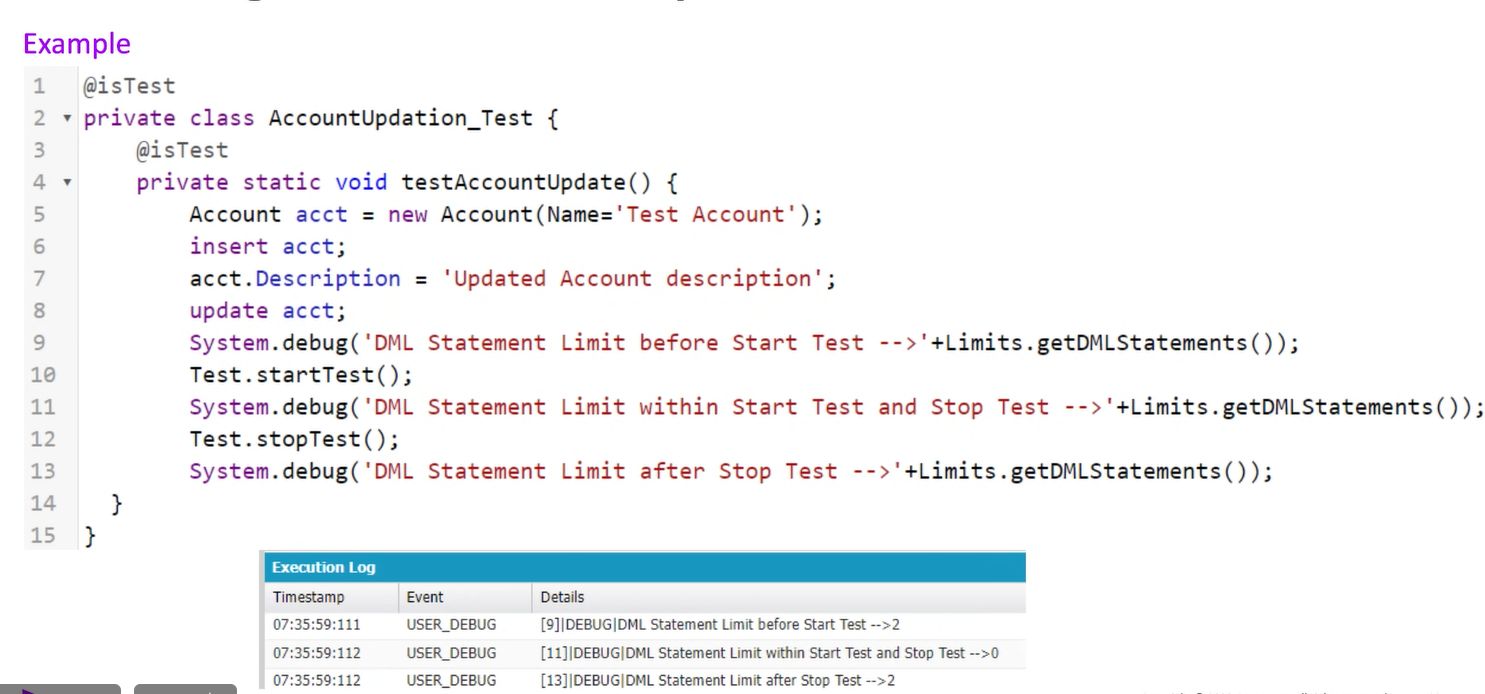 Example
1 @isTest
2 private class AccountUpdation_Test {
3 @isTest
4 private static void testAccountUpdate() {
5 Account acct = new Account(Name='Test Account');
6 insert acct;
7 acct.Description = 'Updated Account description';
8 update acct;
9 System.debug('DML Statement Limit before Start Test -->'+Limits.getDMLStatements());
10 Test.startTest();
11 System.debug('DML Statement Limit within Start Test and Stop Test -->'+Limits.getDMLStatements());
12 Test.stopTest();
13 System.debug('DML Statement Limit after Stop Test -->'+Limits.getDMLStatements());
14 }
15 }
Execution Log
Timestamp Event Details
07:35:59:111 USER_DEBUG [9]|DEBUG|DML Statement Limit before Start Test -->2
07:35:59:112 USER_DEBUG [11]|DEBUG|DML Statement Limit within Start Test and Stop Test -->0
07:35:59:112 USER_DEBUG [13]|DEBUG|DML Statement Limit after Stop Test -->2